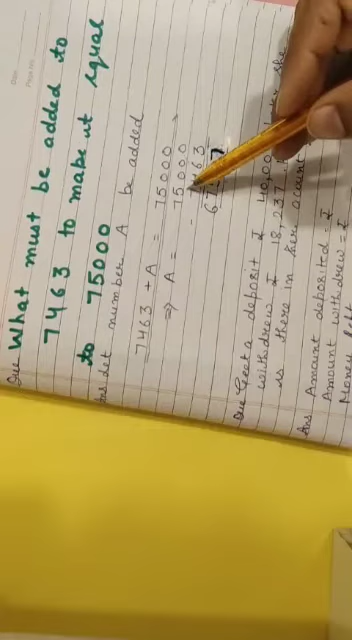 Que What must be added to
7463 to make it equal
to 75000
Ans let number A be added
7463 + A = 75000
⇒ A = 75000
- 7463
Que Geeta deposit ₹ 40,00
withdrew ₹ 18,237.
is there in her account
Ans Amount deposited = ₹
Amount withdrew = ₹
Money left